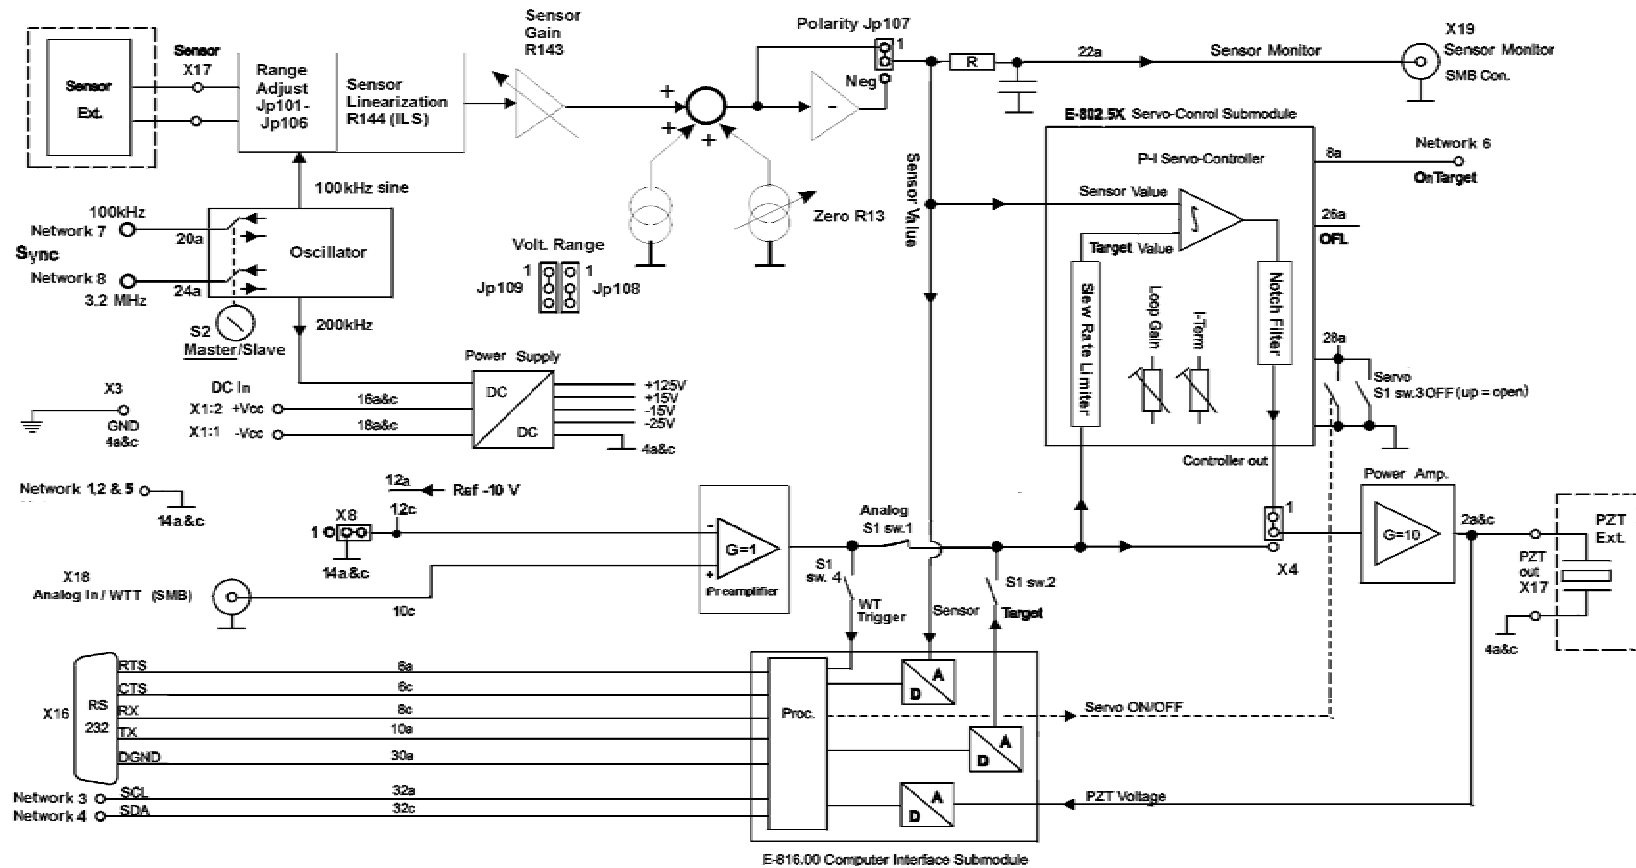 Sensor
Gain
R143
Polarity Jp107
1
Neg
Sensor
X17
Sensor
Ext.
Range
Adjust
Jp101-
Jp106
Sensor
Linearization
R144 (ILS)
+
+
+
-
R
22a
Sensor Monitor
X19
Sensor Monitor
SMB Con.
E-802.5X Servo-Conrol Submodule
P-I Servo-Controller
8a
Network 6
OnTarget
Sensor Value
Sensor Value
Target Value
26a
OFL
100kHz sine
100kHz
Network 7
20a
Sync
Network 8
24a
3.2 MHz
Oscillator
S2
Master/Slave
200kHz
Zero R13
Volt. Range
1
1
Jp109
Jp108
Slew Rate Limiter
Loop Gain
I-Term
Notch Filter
28a
Servo
S1 sw.3OFF(up = open)
Power Supply
DC
DC
+125V
+15V
-15V
-25V
4a&c
X3
GND
4a&c
DC In
X1:2 +Vcc
16a&c
X1:1 -Vcc
18a&c
Controller out
Network 1,2 & 5
14a&c
12a
Ref -10 V
12c
X8
1
14a&c
X18
Analog In / WTT (SMB)
10c
-
+
G=1
Preamplifier
Analog
S1 sw.1
S1
sw. 4
WT
Trigger
Sensor
S1 sw.2
Target
1
X4
Power Amp.
G=10
2a&c
PZT
out
X17
PZT
Ext.
4a&c
X16
RS
232
RTS
6a
CTS
6c
RX
8c
TX
10a
DGND
30a
Network 3
SCL
32a
Network 4
SDA
32c
Proc.
A
D
A
D
A
D
Servo ON/OFF
PZT Voltage
E-816.00 Computer Interface Submodule